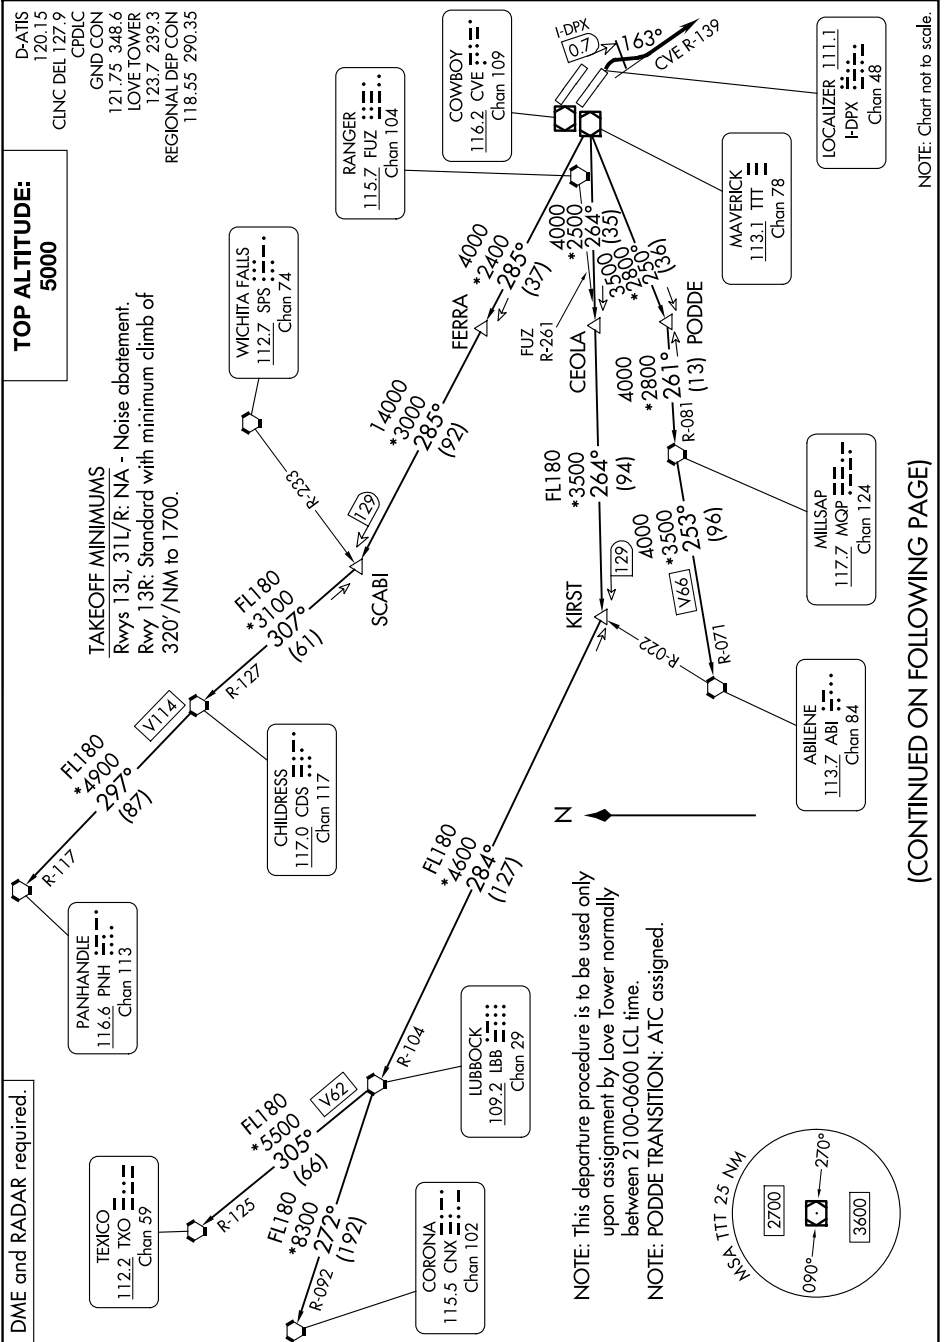 DME and RADAR required.
TOP ALTITUDE:
5000
D-ATIS
120.15
CLNC DEL 127.9
CPDLC
GND CON
121.75 348.6
LOVE TOWER
123.7 239.3
REGIONAL DEP CON
118.55 290.35
TAKEOFF MINIMUMS
Rwys 13L, 31L/R: NA - Noise abatement.
Rwy 13R: Standard with minimum climb of
320'/NM to 1700.
PANHANDLE
116.6 PNH
Chan 113
R-117
FL180
*4900
297°
(87)
V114
CHILDRESS
117.0 CDS
Chan 117
R-127
FL180
*3100
307°
(61)
SCABI
129
R-233
WICHITA FALLS
112.7 SPS
Chan 74
14000
*3000
285°
(92)
FERRA
4000
*2400
285°
(37)
RANGER
115.7 FUZ
Chan 104
COWBOY
116.2 CVE
Chan 109
I-DPX
0.7
163°
CVE R-139
LOCALIZER 111.1
I-DPX
Chan 48
MAVERICK
113.1 TTT
Chan 78
4000
*2500
264°
(35)
FUZ
R-261
CEOLA
3500
*2800
250°
(36)
PODDE
4000
*2800
261°
(13)
R-081
MILLSAP
117.7 MQP
Chan 124
FL180
*3500
264°
(94)
KIRST
129
4000
*3500
253°
(96)
V66
R-071
R-022
ABILENE
113.7 ABI
Chan 84
FL180
*4600
284°
(127)
R-104
LUBBOCK
109.2 LBB
Chan 29
V62
FL180
*5500
305°
(66)
R-125
TEXICO
112.2 TXO
Chan 59
FL180
*8300
272°
(192)
R-092
CORONA
115.5 CNX
Chan 102
N
NOTE: This departure procedure is to be used only
upon assignment by Love Tower normally
between 2100-0600 LCL time.
NOTE: PODDE TRANSITION: ATC assigned.
MSA TTT 25 NM
2700
090°
270°
3600
NOTE: Chart not to scale.
(CONTINUED ON FOLLOWING PAGE)